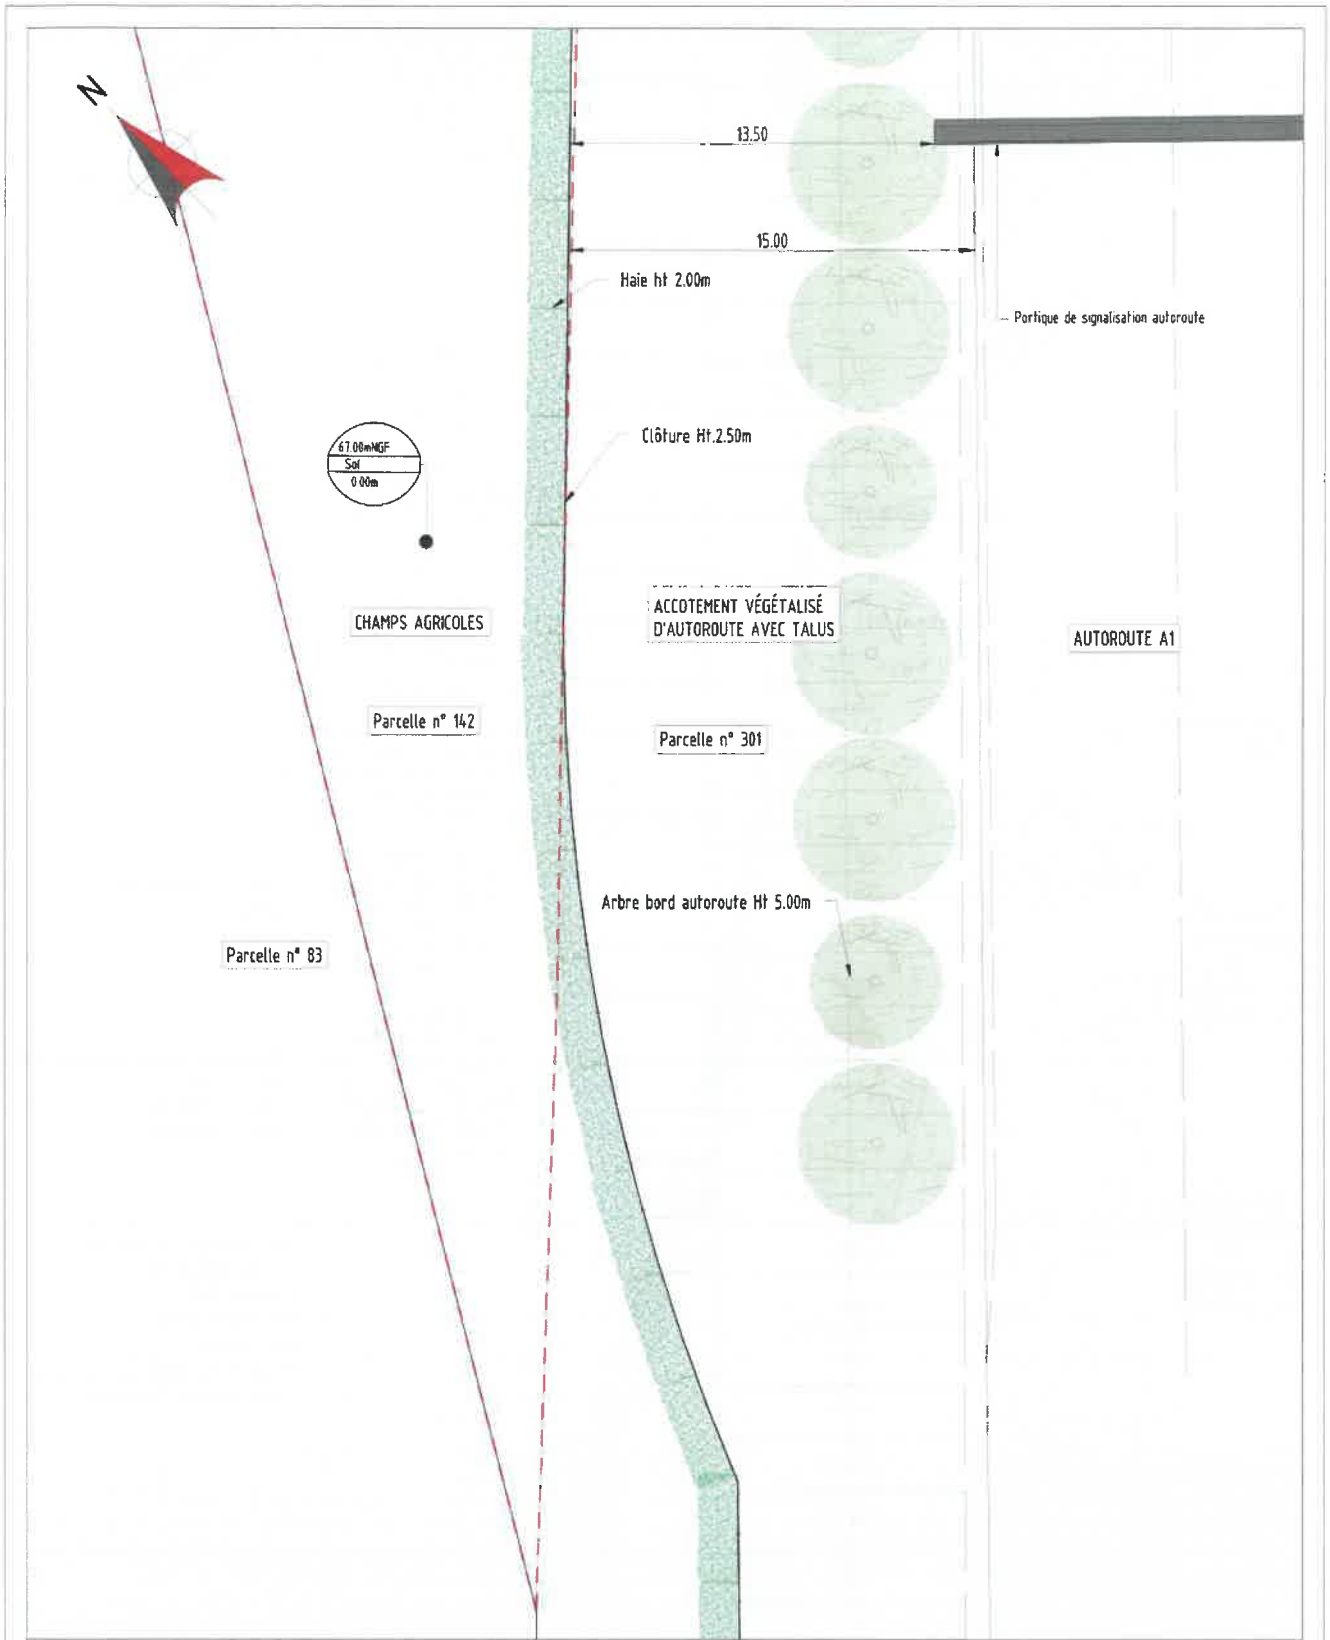 N
13.50
15.00
Haie ht 2.00m
Portique de signalisation autoroute
Clôture Ht.2.50m
67.00mNGF
Sol
0.00m
ACCOTEMENT VÉGÉTALISÉ
D'AUTOROUTE AVEC TALUS
CHAMPS AGRICOLES
AUTOROUTE A1
Parcelle n° 142
Parcelle n° 301
Arbre bord autoroute Ht 5.00m
Parcelle n° 83